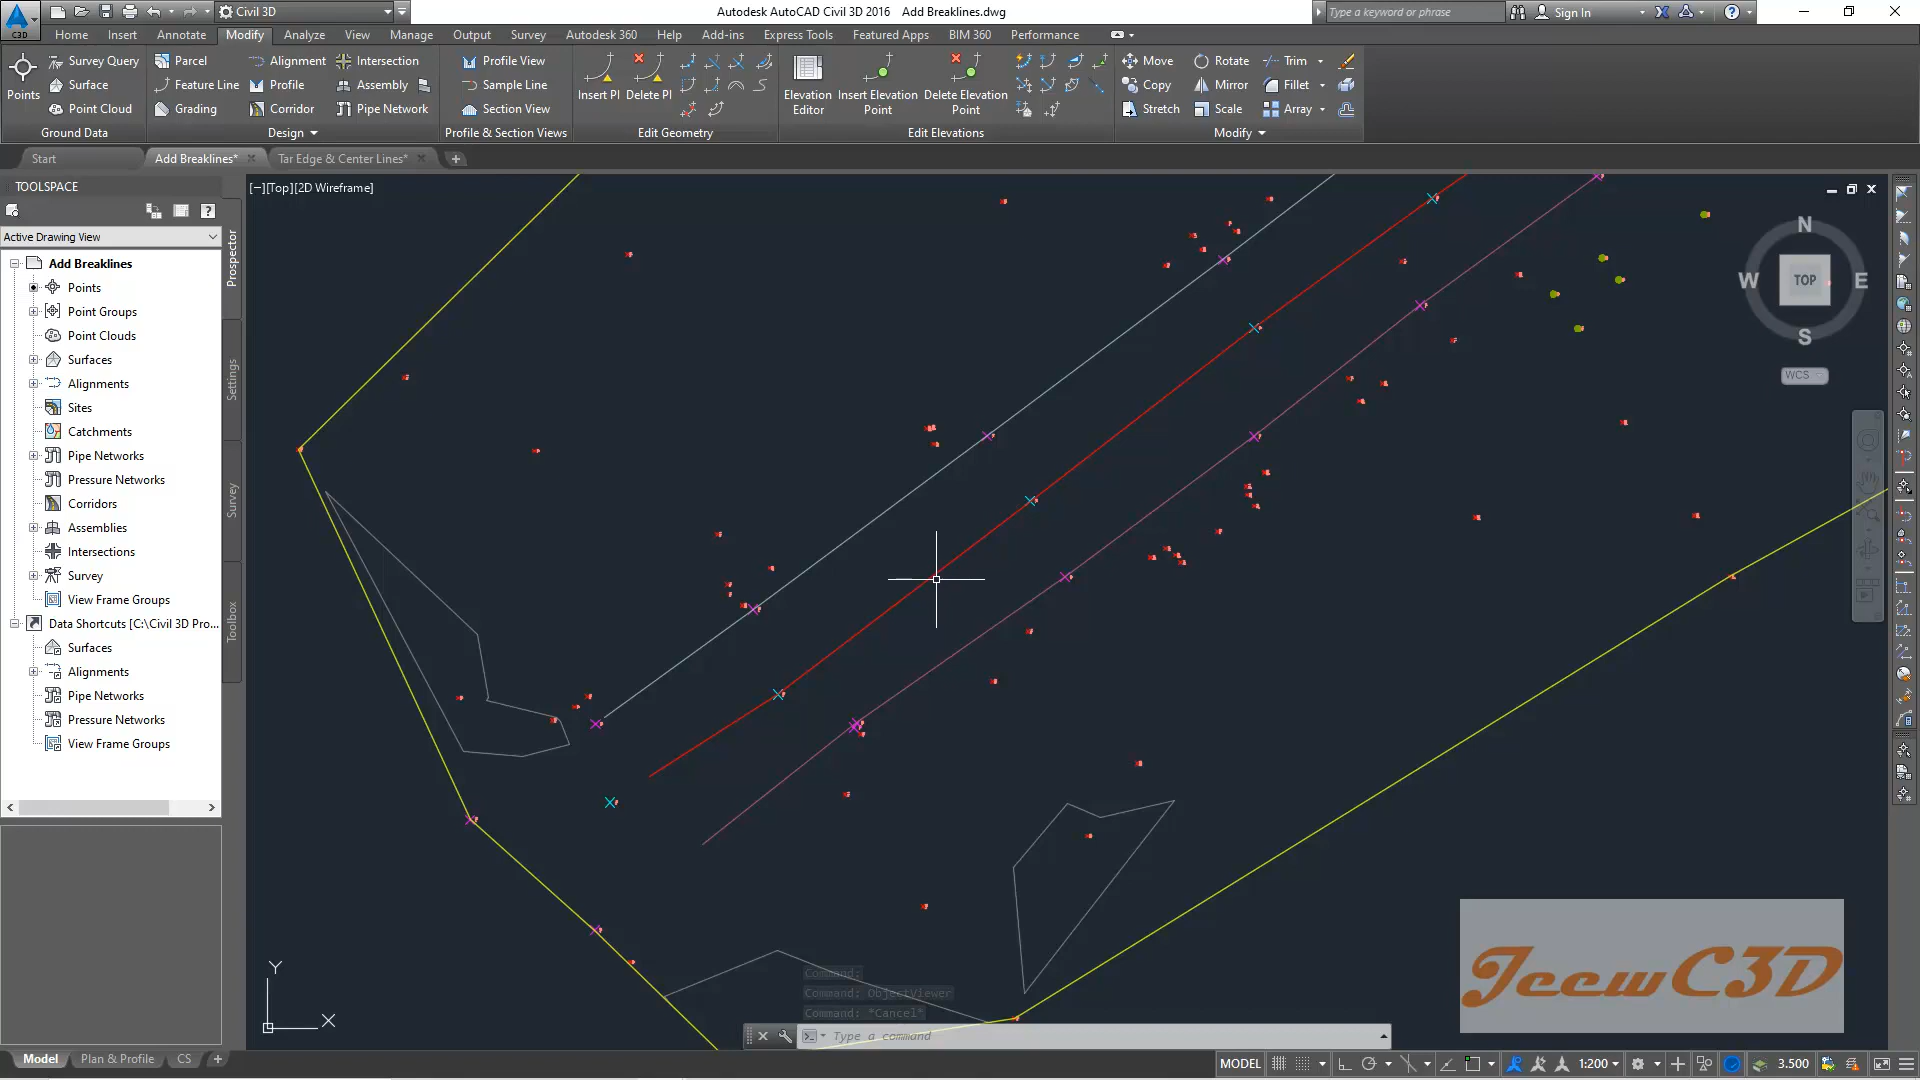 C3D
Civil 3D
Autodesk AutoCAD Civil 3D 2016 Add Breaklines.dwg
Type a keyword or phrase
Sign In
Home Insert Annotate Modify Analyze View Manage Output Survey Autodesk 360 Help Add-ins Express Tools Featured Apps BIM 360 Performance
Points
Survey Query
Surface
Point Cloud
Ground Data
Parcel
Feature Line
Grading
Alignment
Profile
Corridor
Intersection
Assembly
Pipe Network
Design
Profile View
Sample Line
Section View
Profile & Section Views
Insert PI
Delete PI
Edit Geometry
Elevation Editor
Insert Elevation Point
Delete Elevation Point
Edit Elevations
Move
Copy
Stretch
Rotate
Mirror
Scale
Trim
Fillet
Array
Modify
Start
Add Breaklines*
Tar Edge & Center Lines*
TOOLSPACE
Active Drawing View
Add Breaklines
Points
Point Groups
Point Clouds
Surfaces
Alignments
Sites
Catchments
Pipe Networks
Pressure Networks
Corridors
Assemblies
Intersections
Survey
View Frame Groups
Data Shortcuts [C:\Civil 3D Pro...
Surfaces
Alignments
Pipe Networks
Pressure Networks
View Frame Groups
Prospector
Settings
Survey
Toolbox
[−][Top][2D Wireframe]
N
W
TOP
E
S
WCS
Y
X
Command:
Command: ObjectViewer
Command: *Cancel*
Type a command
JeewC3D
Model
Plan & Profile
CS
MODEL
1:200
3.500